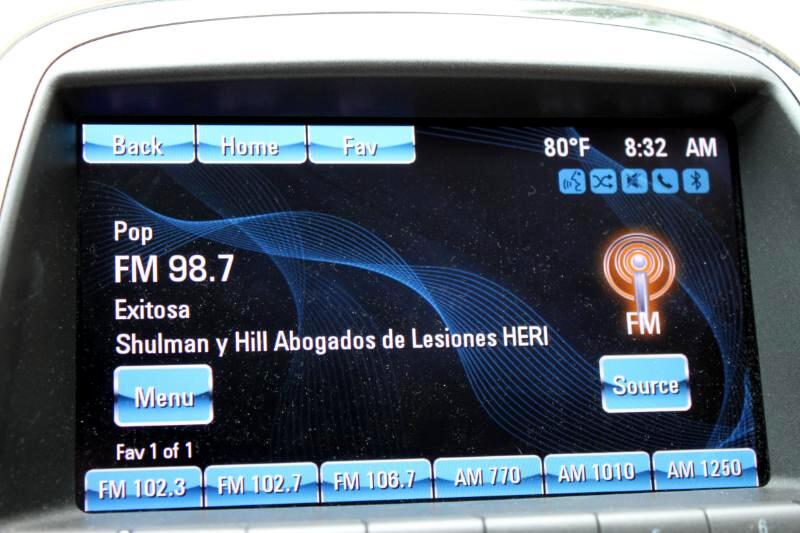 Back Home Fav 80°F 8:32 AM
Pop
FM 98.7
Exitosa
FM
Shulman y Hill Abogados de Lesiones HERI
Menu Source
Fav 1 of 1
FM 102.3 FM 102.7 FM 106.7 AM 770 AM 1010 AM 1250
6